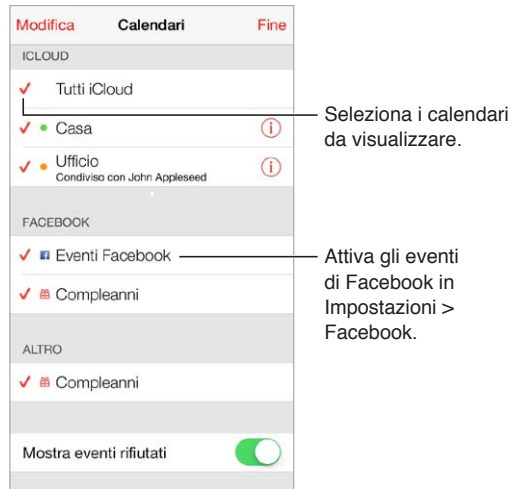 Modifica Calendari Fine
ICLOUD
Tutti iCloud
Casa
Ufficio
Condiviso con John Appleseed
FACEBOOK
Eventi Facebook
Compleanni
ALTRO
Compleanni
Mostra eventi rifiutati
Seleziona i calendari
da visualizzare.
Attiva gli eventi
di Facebook in
Impostazioni >
Facebook.